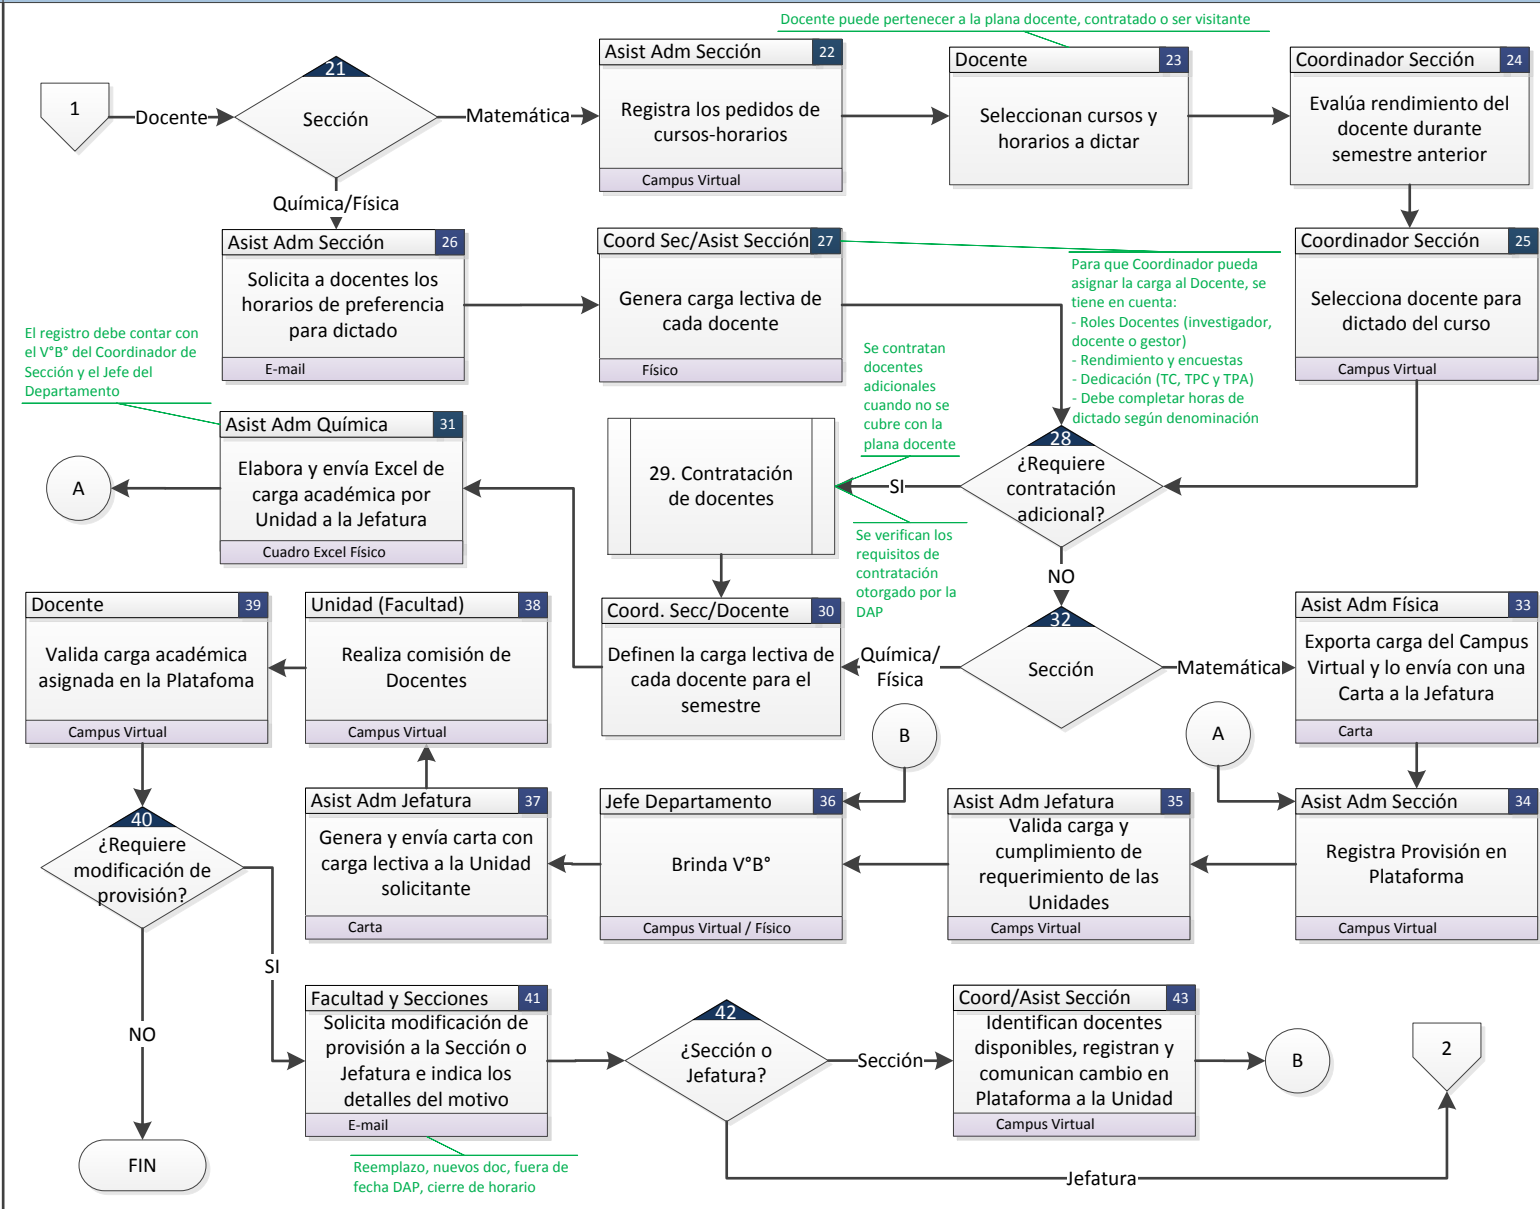 Docente puede pertenecer a la plana docente, contratado o ser visitante
1
Docente
21
Sección
Matemática
Química/Física
Asist Adm Sección
22
Registra los pedidos de
cursos-horarios
Campus Virtual
Docente
23
Seleccionan cursos y
horarios a dictar
Coordinador Sección
24
Evalúa rendimiento del
docente durante
semestre anterior
Asist Adm Sección
26
Solicita a docentes los
horarios de preferencia
para dictado
E-mail
Coord Sec/Asist Sección
27
Genera carga lectiva de
cada docente
Físico
Para que Coordinador pueda
asignar la carga al Docente, se
tiene en cuenta:
- Roles Docentes (investigador,
docente o gestor)
- Rendimiento y encuestas
- Dedicación (TC, TPC y TPA)
- Debe completar horas de
dictado según denominación
Coordinador Sección
25
Selecciona docente para
dictado del curso
Campus Virtual
El registro debe contar con
el V°B° del Coordinador de
Sección y el Jefe del
Departamento
Se contratan
docentes
adicionales
cuando no se
cubre con la
plana docente
A
Asist Adm Química
31
Elabora y envía Excel de
carga académica por
Unidad a la Jefatura
Cuadro Excel Físico
29. Contratación
de docentes
SI
28
¿Requiere
contratación
adicional?
NO
Se verifican los
requisitos de
contratación
otorgado por la
DAP
Docente
39
Valida carga académica
asignada en la Platafoma
Campus Virtual
Unidad (Facultad)
38
Realiza comisión de
Docentes
Campus Virtual
Coord. Secc/Docente
30
Definen la carga lectiva de
cada docente para el
semestre
Química/
Física
32
Sección
Matemática
Asist Adm Física
33
Exporta carga del Campus
Virtual y lo envía con una
Carta a la Jefatura
Carta
B
A
40
¿Requiere
modificación de
provisión?
Asist Adm Jefatura
37
Genera y envía carta con
carga lectiva a la Unidad
solicitante
Carta
Jefe Departamento
36
Brinda V°B°
Campus Virtual / Físico
Asist Adm Jefatura
35
Valida carga y
cumplimiento de
requerimiento de las
Unidades
Camps Virtual
Asist Adm Sección
34
Registra Provisión en
Plataforma
Campus Virtual
SI
NO
FIN
Facultad y Secciones
41
Solicita modificación de
provisión a la Sección o
Jefatura e indica los
detalles del motivo
E-mail
Reemplazo, nuevos doc, fuera de
fecha DAP, cierre de horario
42
¿Sección o
Jefatura?
Sección
Coord/Asist Sección
43
Identifican docentes
disponibles, registran y
comunican cambio en
Plataforma a la Unidad
Campus Virtual
B
2
Jefatura